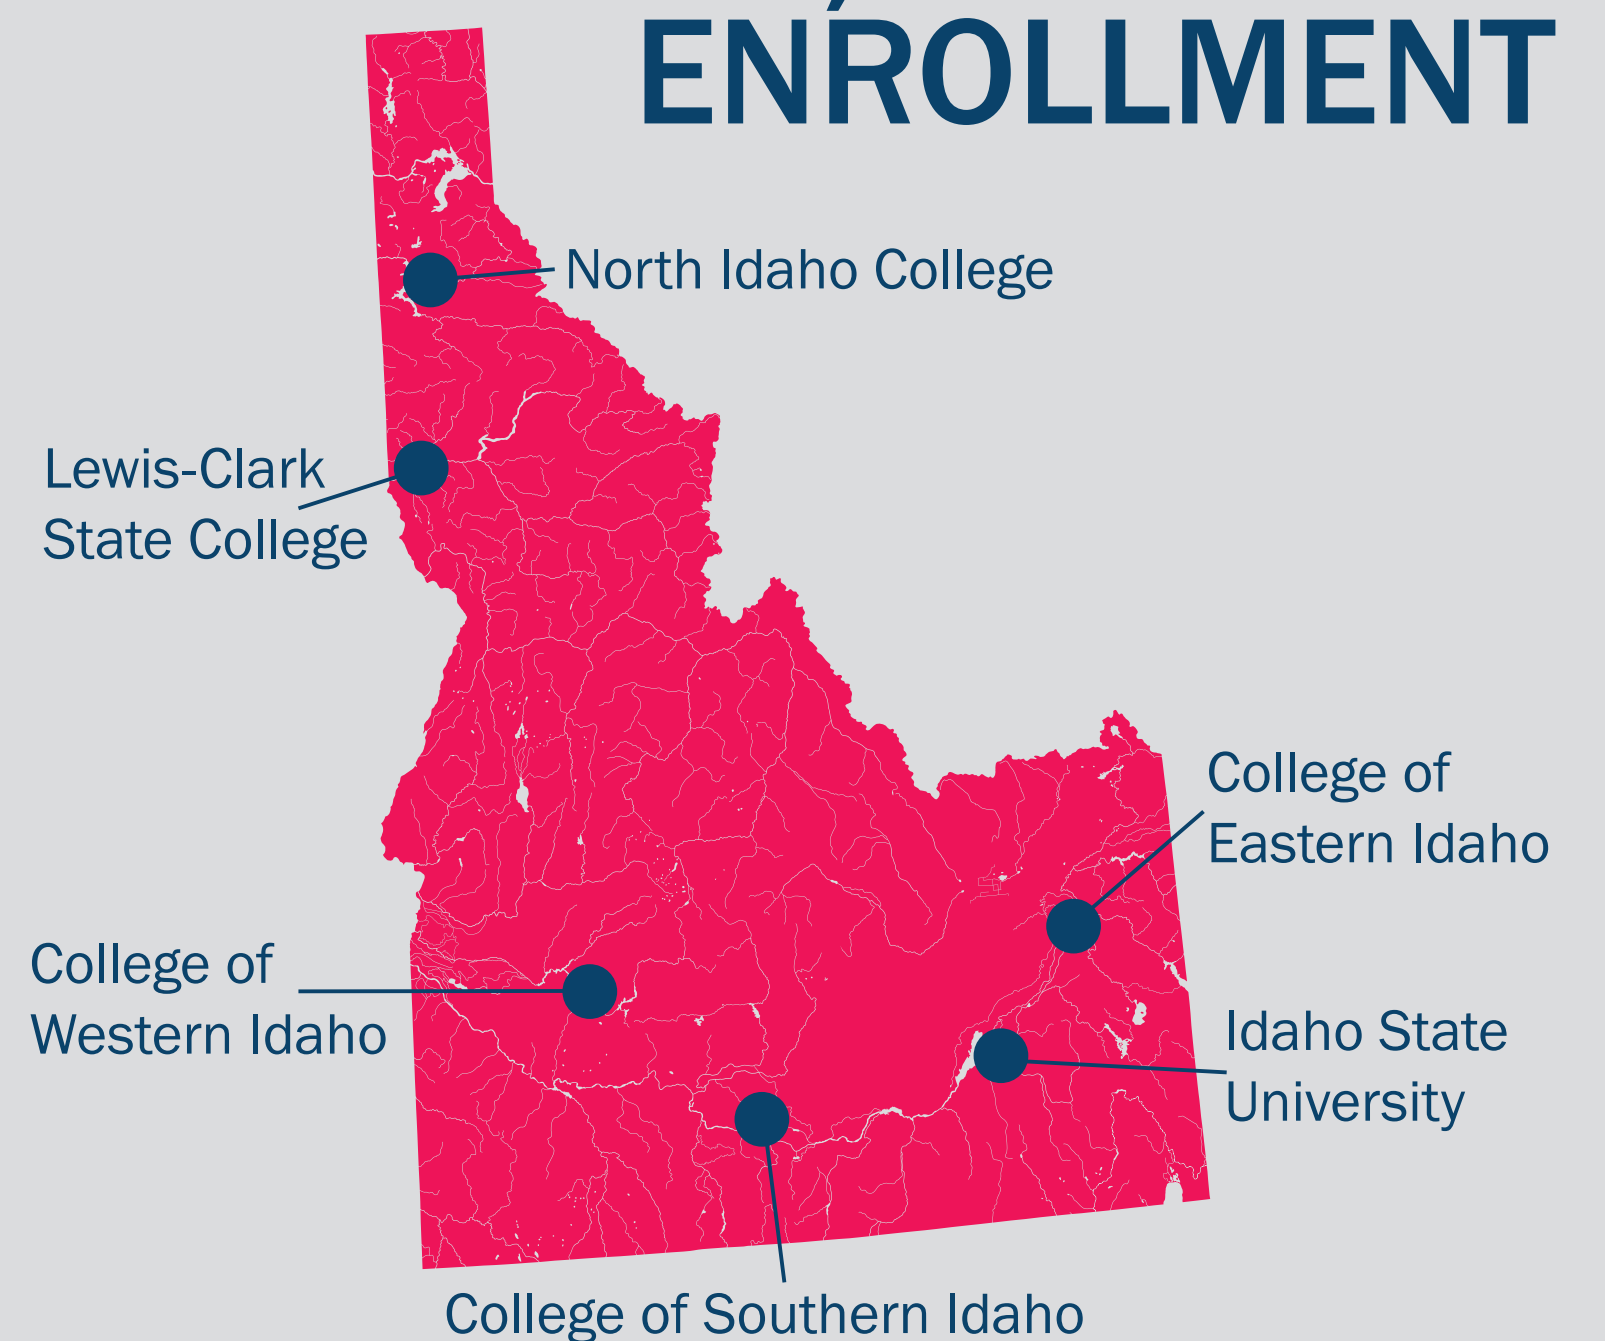 ENROLLMENT
North Idaho College
Lewis-Clark
State College
College of
Eastern Idaho
College of
Western Idaho
Idaho State
University
College of Southern Idaho